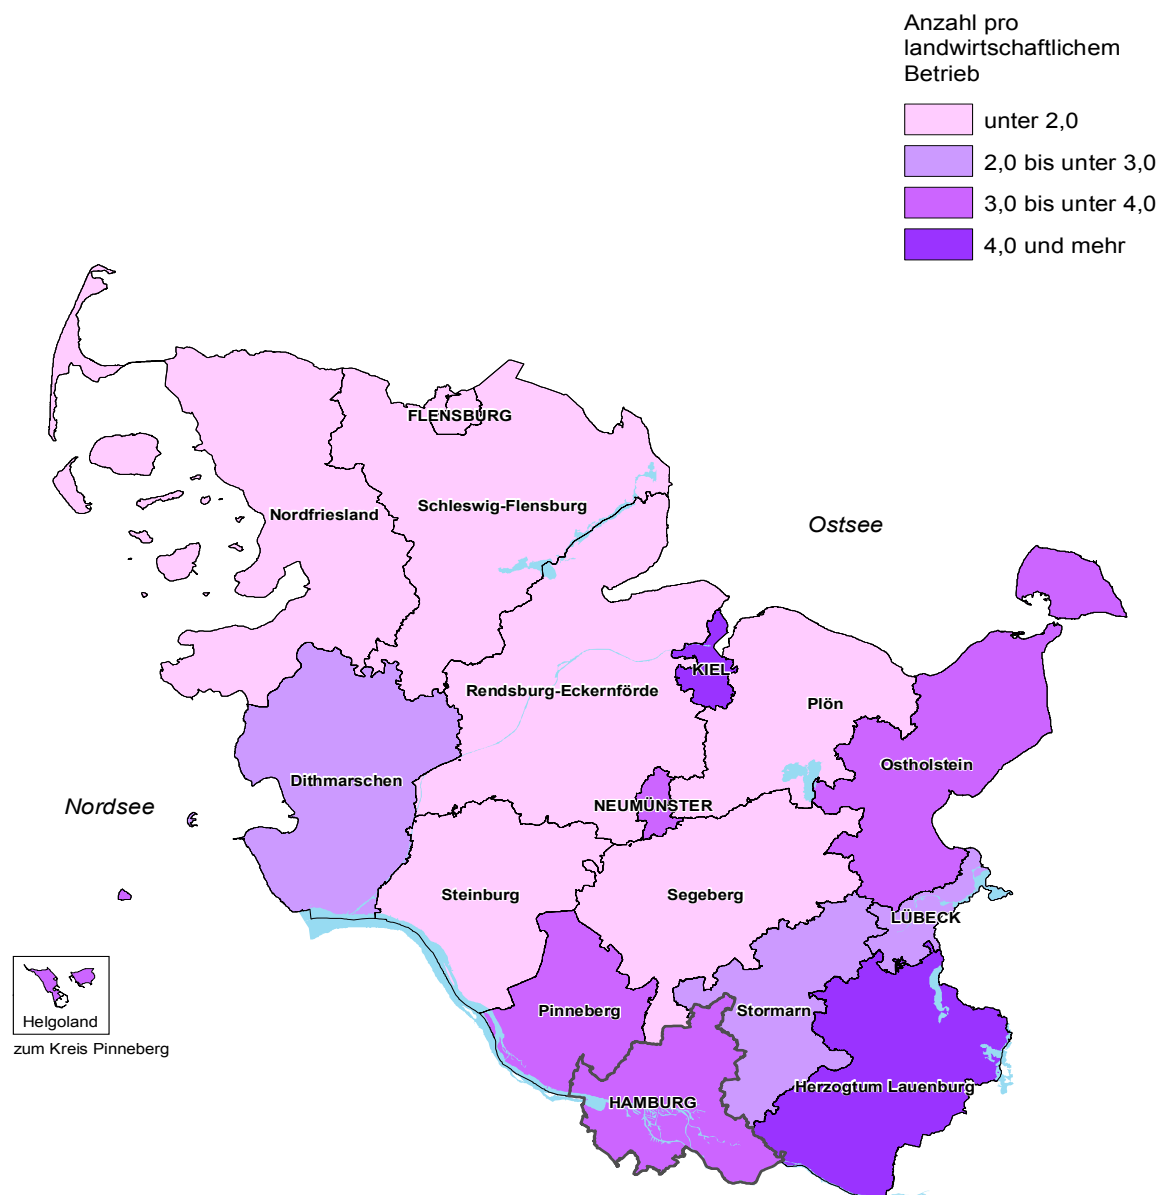 Anzahl pro
landwirtschaftlichem
Betrieb
unter 2,0
2,0 bis unter 3,0
3,0 bis unter 4,0
4,0 und mehr
FLENSBURG
Schleswig-Flensburg
Nordfriesland
Ostsee
KIEL
Rendsburg-Eckernförde
Plön
Ostholstein
Dithmarschen
Nordsee
NEUMÜNSTER
Steinburg
Segeberg
LÜBECK
Pinneberg
Stormarn
Helgoland
zum Kreis Pinneberg
Herzogtum Lauenburg
HAMBURG